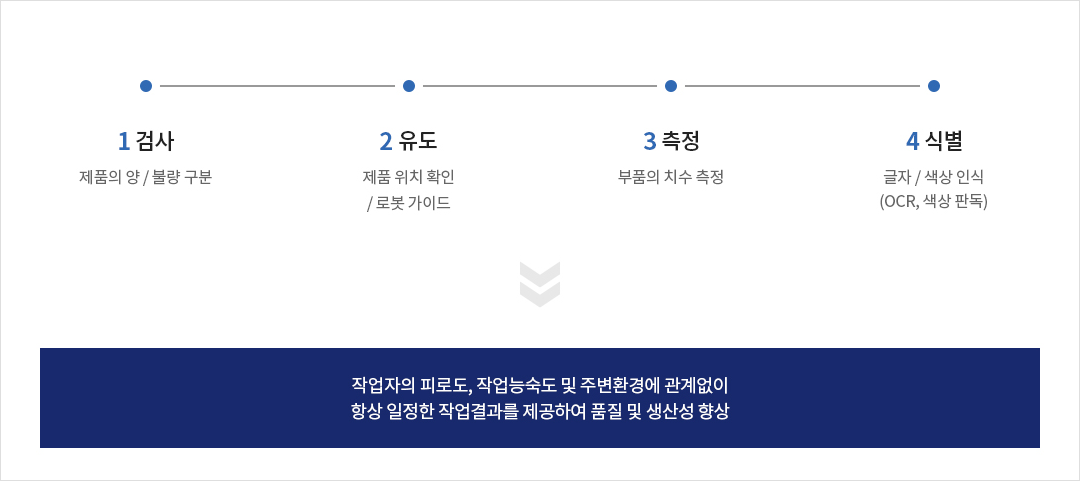 1 검사
제품의 양 / 불량 구분
2 유도
제품 위치 확인
/ 로봇 가이드
3 측정
부품의 치수 측정
4 식별
글자 / 색상 인식
(OCR, 색상 판독)
작업자의 피로도, 작업능숙도 및 주변환경에 관계없이
항상 일정한 작업결과를 제공하여 품질 및 생산성 향상